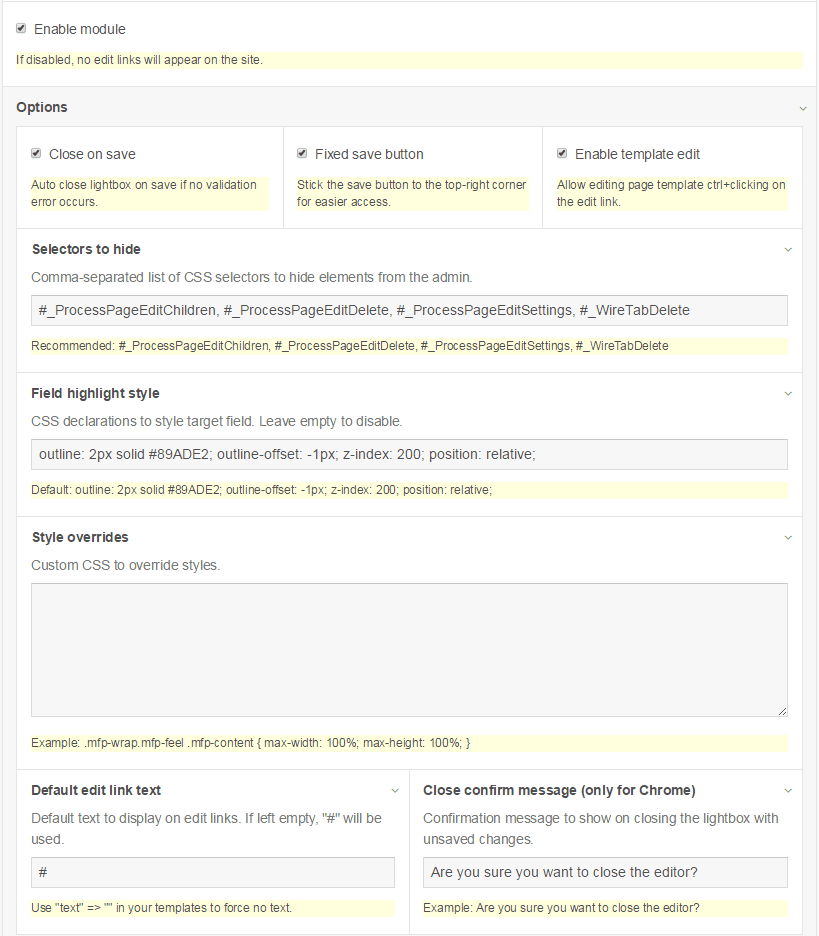 Enable module
If disabled, no edit links will appear on the site.
Options
Close on save
Auto close lightbox on save if no validation
error occurs.
Fixed save button
Stick the save button to the top-right corner
for easier access.
Enable template edit
Allow editing page template ctrl+clicking on
the edit link.
Selectors to hide
Comma-separated list of CSS selectors to hide elements from the admin.
#_ProcessPageEditChildren, #_ProcessPageEditDelete, #_ProcessPageEditSettings, #_WireTabDelete
Recommended: #_ProcessPageEditChildren, #_ProcessPageEditDelete, #_ProcessPageEditSettings, #_WireTabDelete
Field highlight style
CSS declarations to style target field. Leave empty to disable.
outline: 2px solid #89ADE2; outline-offset: -1px; z-index: 200; position: relative;
Default: outline: 2px solid #89ADE2; outline-offset: -1px; z-index: 200; position: relative;
Style overrides
Custom CSS to override styles.
Example: .mfp-wrap.mfp-feel .mfp-content { max-width: 100%; max-height: 100%; }
Default edit link text
Default text to display on edit links. If left empty, "#" will be
used.
#
Use "text" => "" in your templates to force no text.
Close confirm message (only for Chrome)
Confirmation message to show on closing the lightbox with
unsaved changes.
Are you sure you want to close the editor?
Example: Are you sure you want to close the editor?